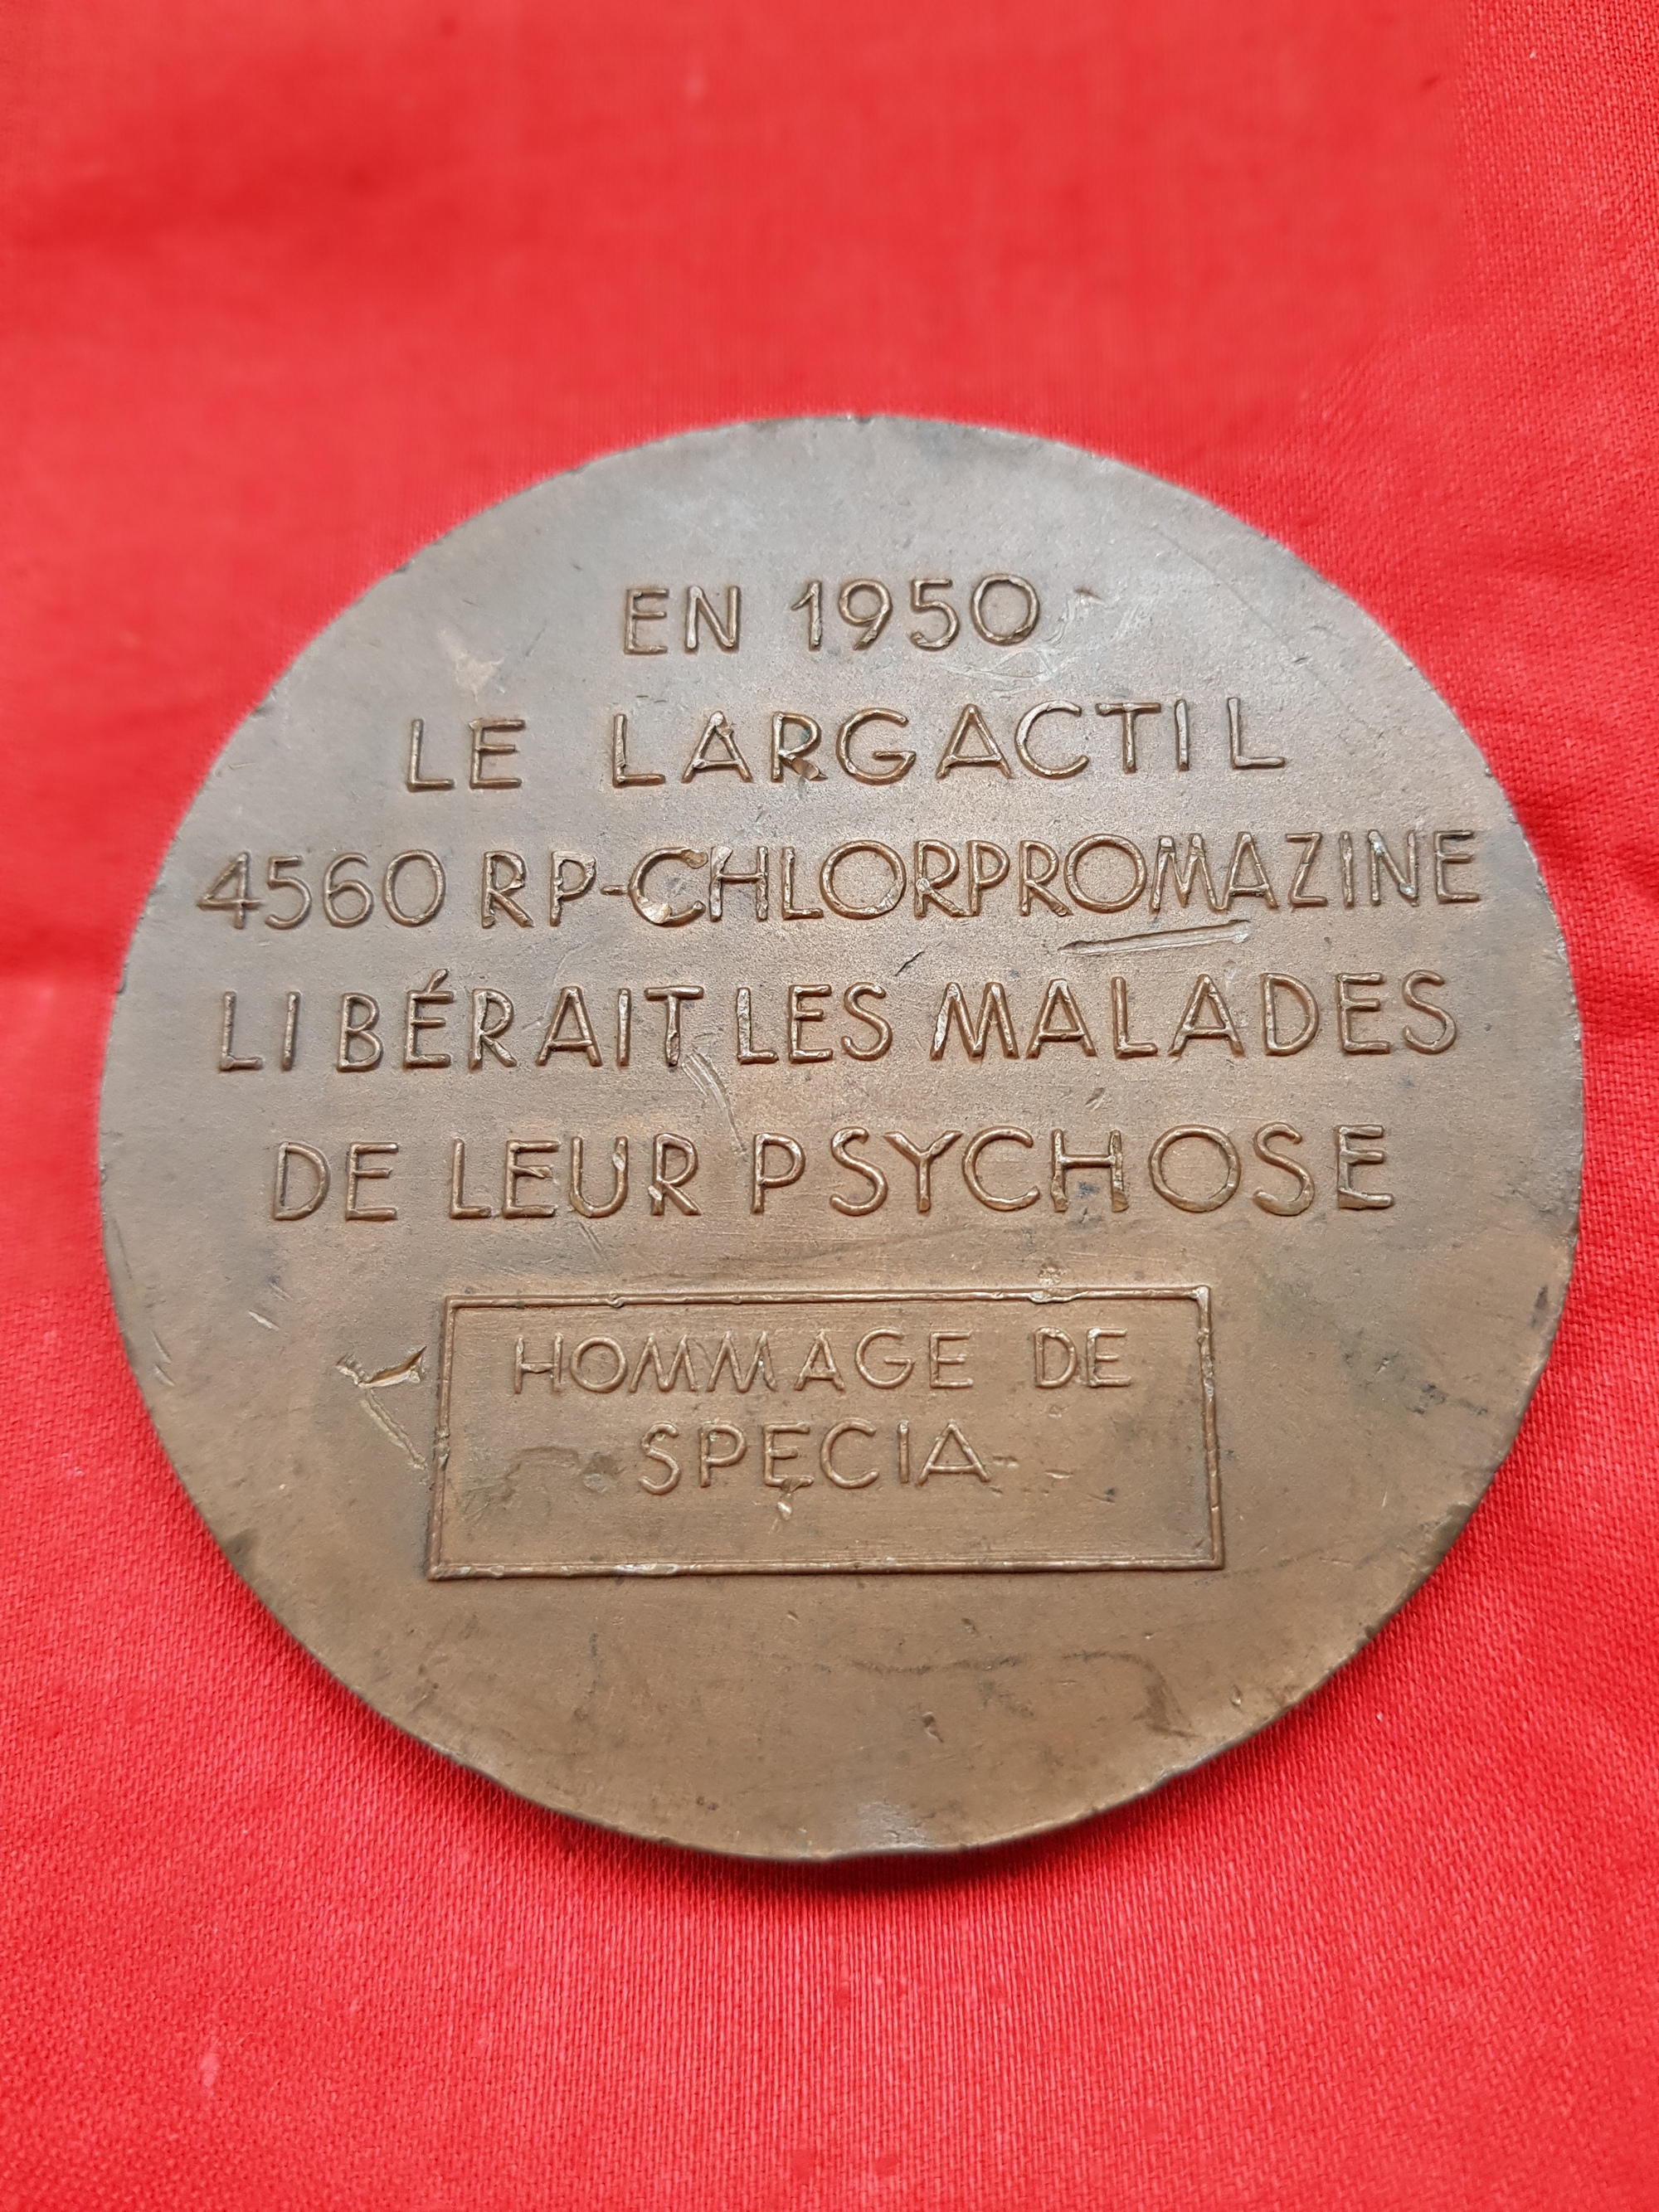 EN 1950
LE LARGACTIL
4560 RP-CHLORPROMAZINE
LIBÉRAIT LES MALADES
DE LEUR PSYCHOSE
HOMMAGE DE
SPECIA